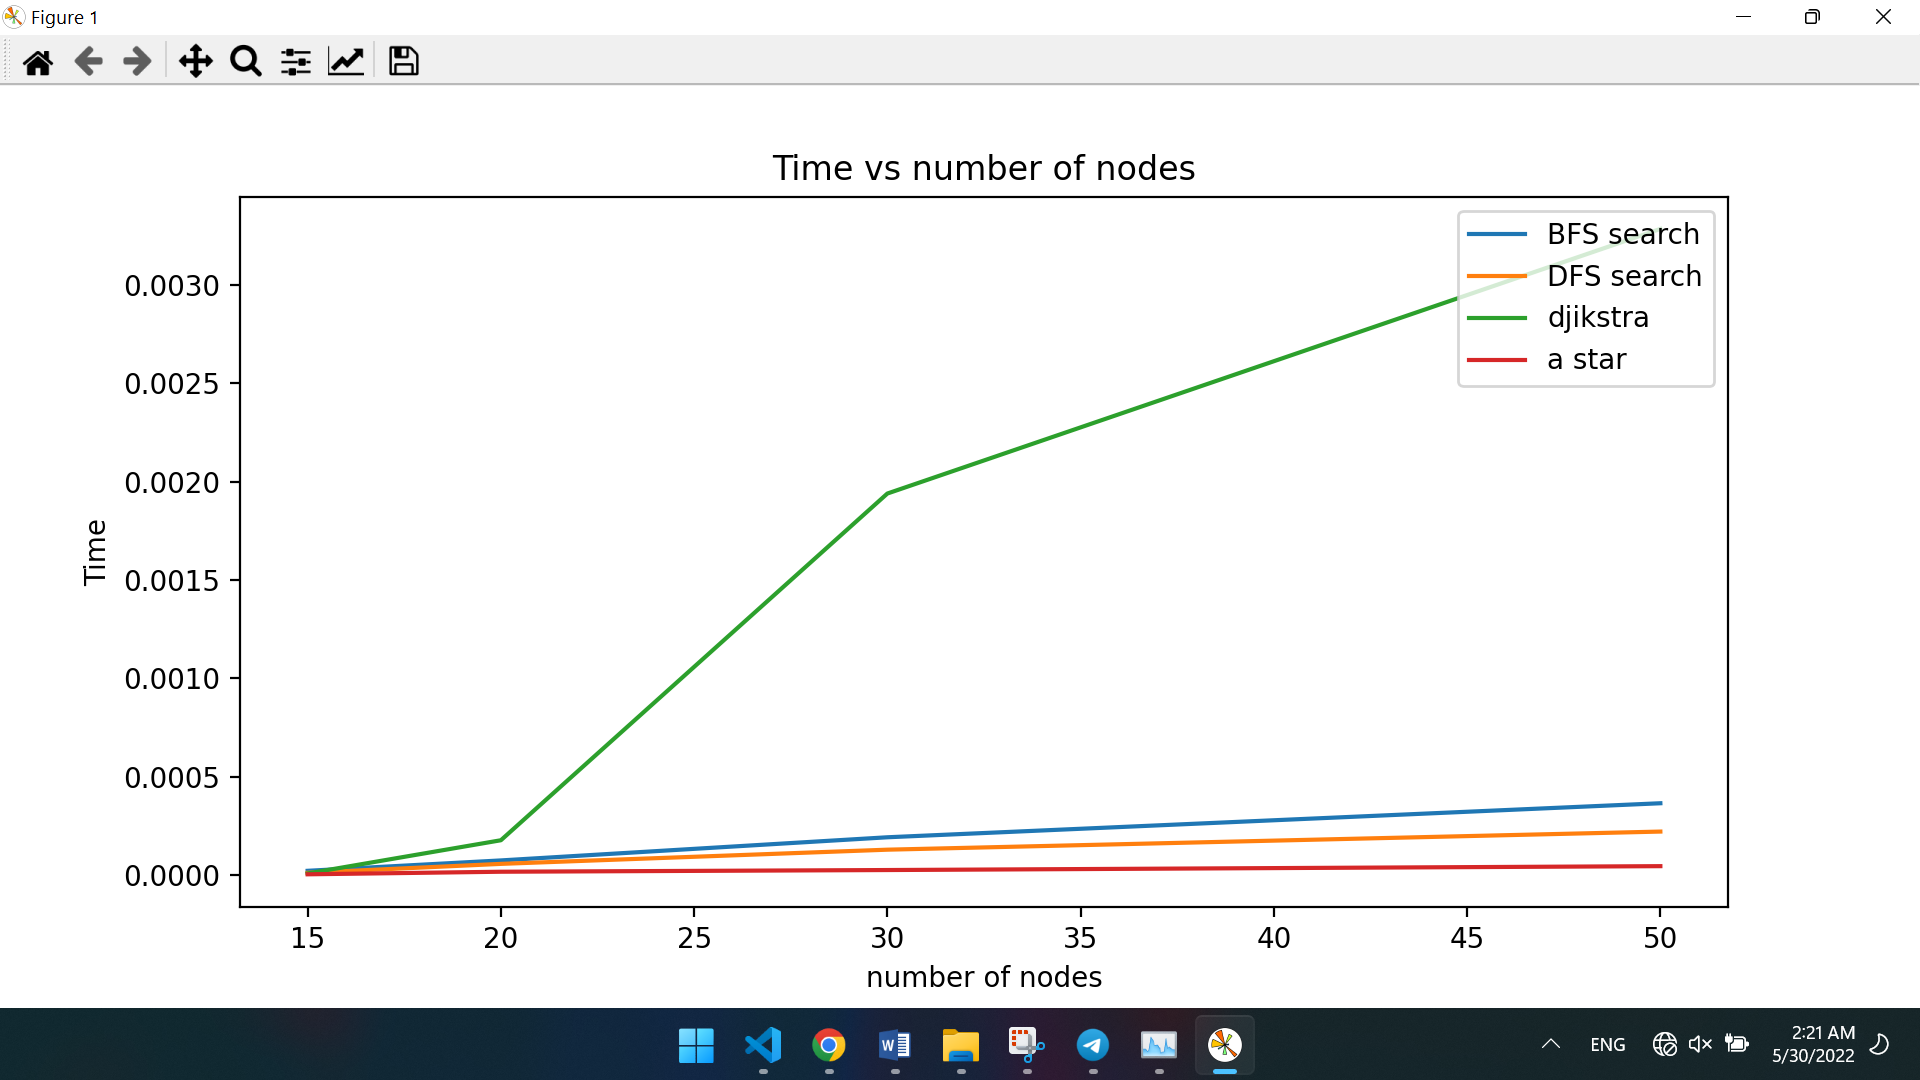 Figure 1
Time vs number of nodes
BFS search
DFS search
djikstra
a star
0.0030
0.0025
0.0020
0.0015
0.0010
0.0005
0.0000
Time
15 20 25 30 35 40 45 50
number of nodes
W
ENG
2:21 AM
5/30/2022